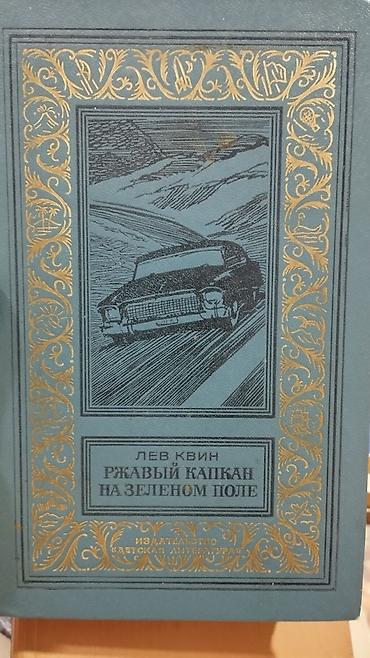 ЛЕВ КВИН
РЖАВЫЙ КАПКАН
НА ЗЕЛЕНОМ ПОЛЕ
ИЗДАТЕЛЬСТВО
«ДЕТСКАЯ ЛИТЕРАТУРА»